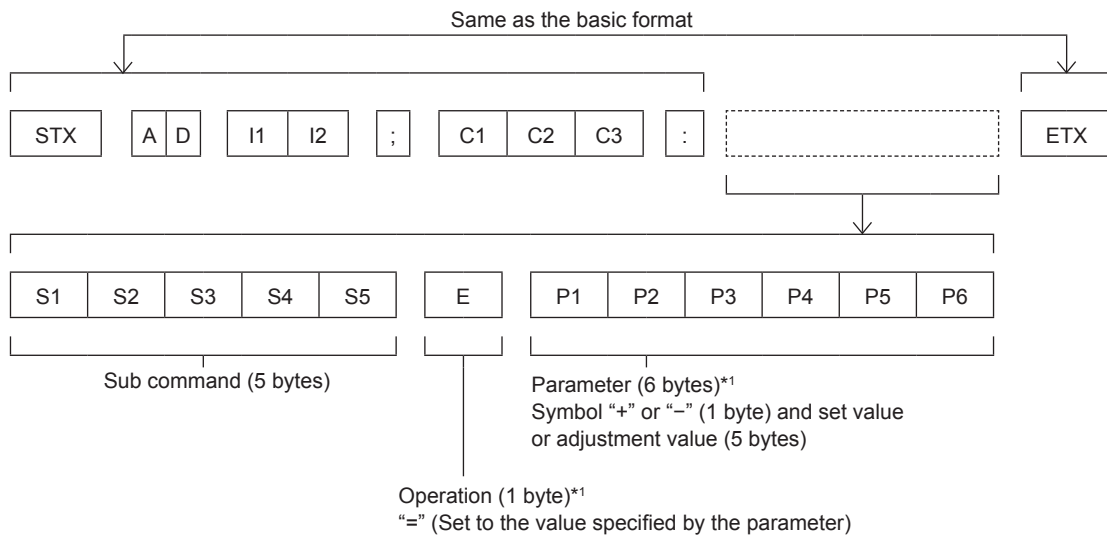 Same as the basic format
STX A D I1 I2 ; C1 C2 C3 : ETX
S1 S2 S3 S4 S5 E P1 P2 P3 P4 P5 P6
Sub command (5 bytes)
Parameter (6 bytes)*1
Symbol “+” or “−” (1 byte) and set value
or adjustment value (5 bytes)
Operation (1 byte)*1
“=” (Set to the value specified by the parameter)